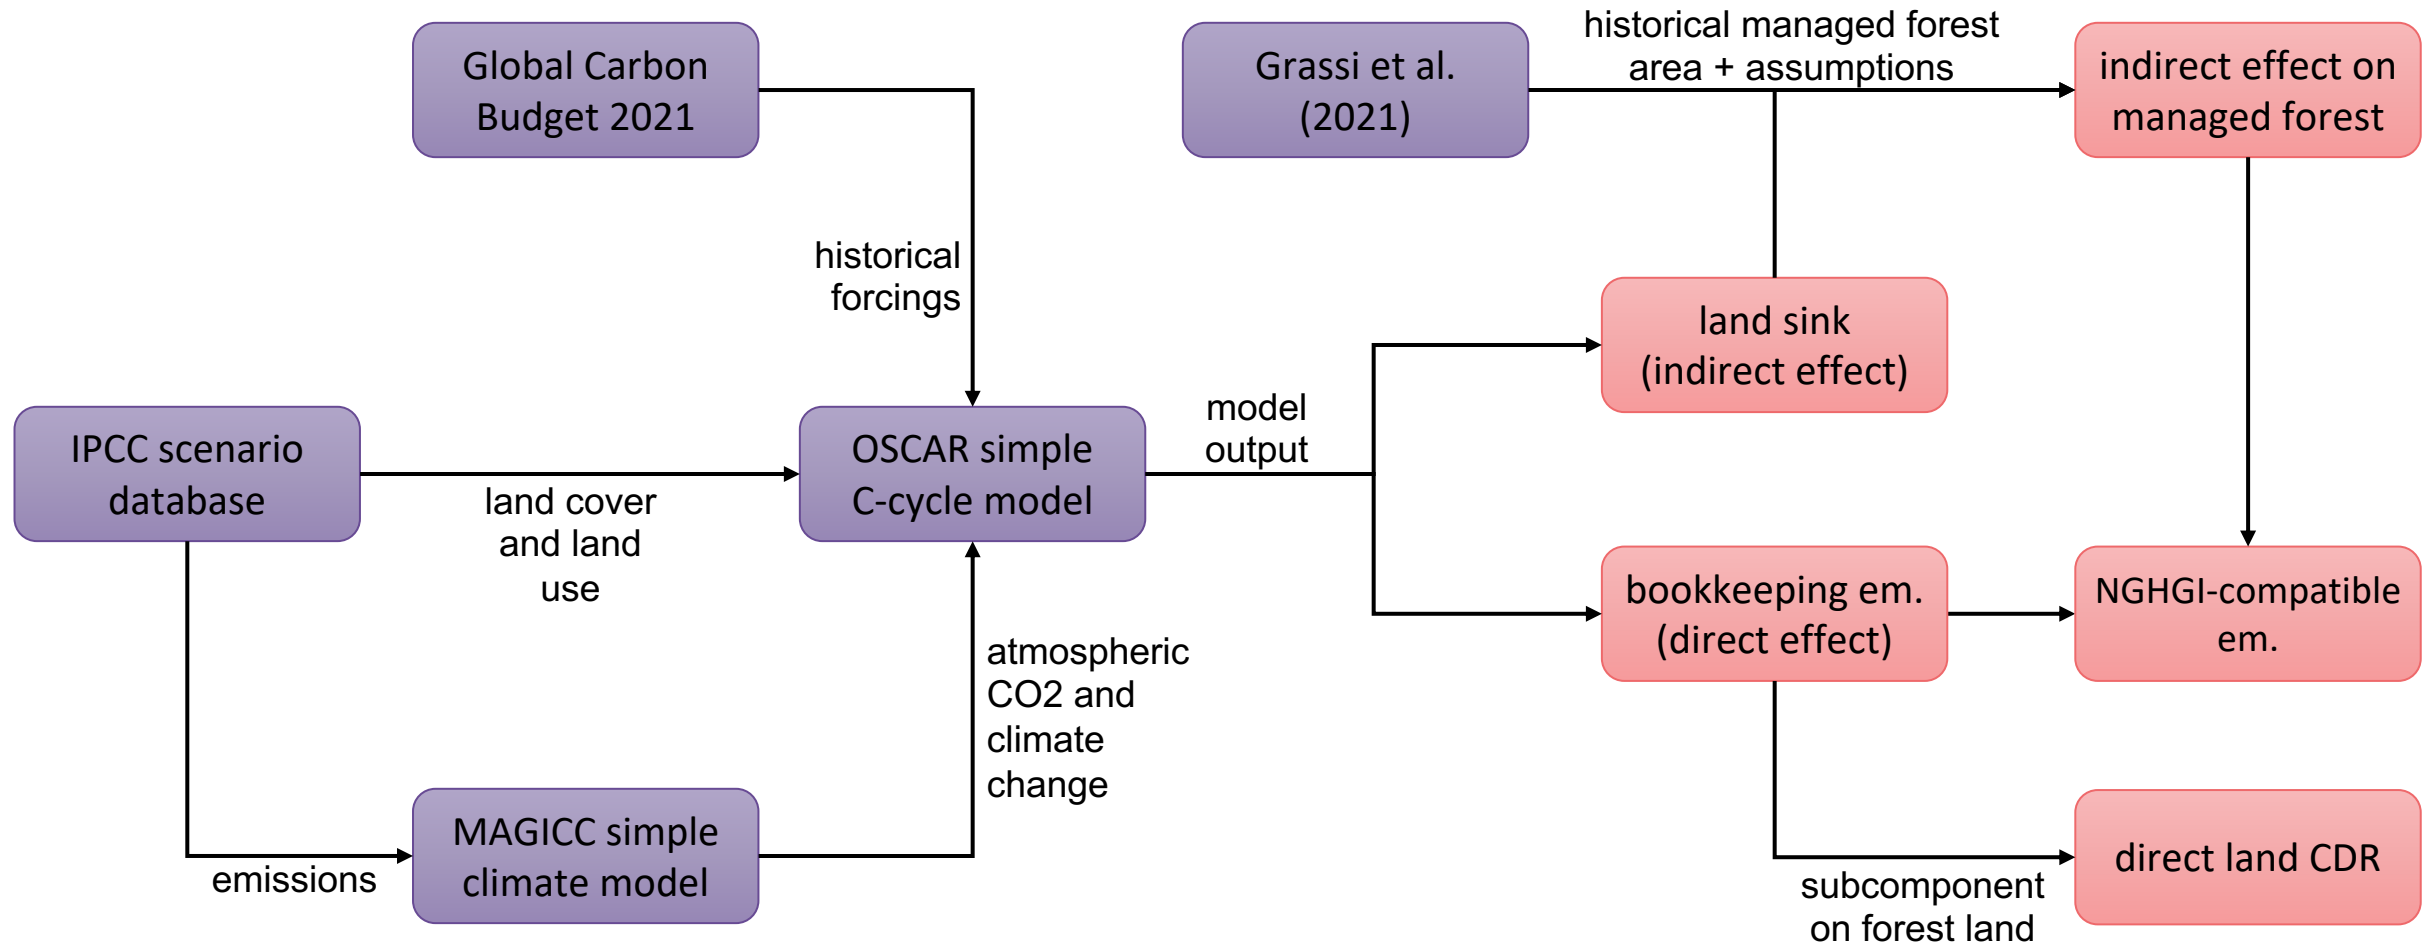 Global Carbon
Budget 2021
Grassi et al.
(2021)
historical managed forest
area + assumptions
indirect effect on
managed forest
historical
forcings
land sink
(indirect effect)
IPCC scenario
database
land cover
and land
use
OSCAR simple
C-cycle model
model
output
bookkeeping em.
(direct effect)
NGHGI-compatible
em.
atmospheric
CO2 and
climate
change
emissions
MAGICC simple
climate model
subcomponent
on forest land
direct land CDR